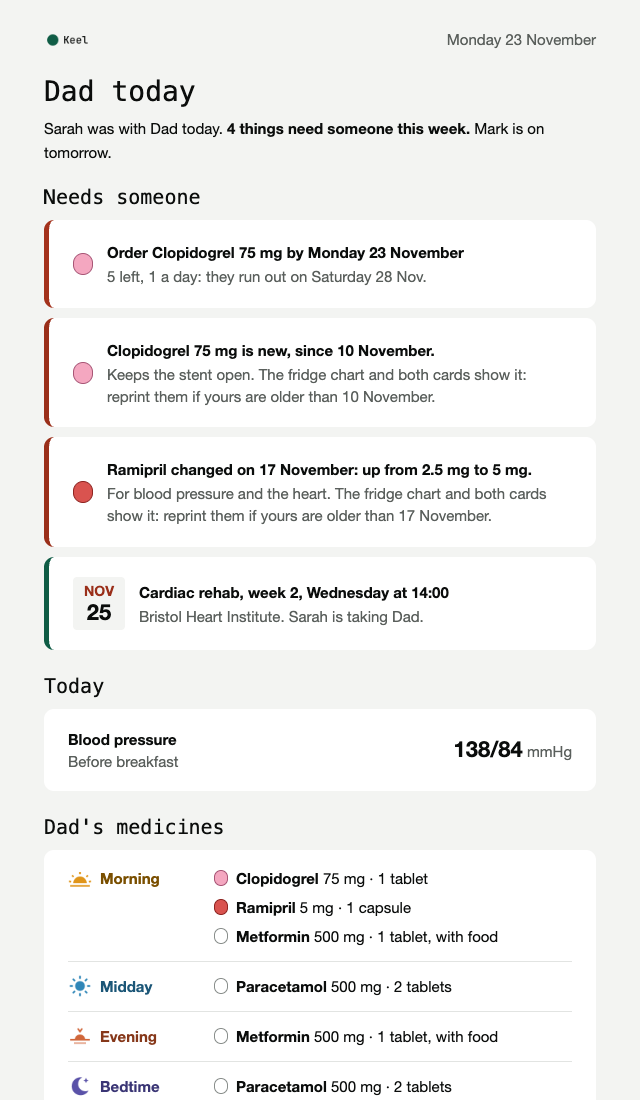 Keel
Monday 23 November
Dad today
Sarah was with Dad today. 4 things need someone this week. Mark is on
tomorrow.
Needs someone
Order Clopidogrel 75 mg by Monday 23 November
5 left, 1 a day: they run out on Saturday 28 Nov.
Clopidogrel 75 mg is new, since 10 November.
Keeps the stent open. The fridge chart and both cards show it:
reprint them if yours are older than 10 November.
Ramipril changed on 17 November: up from 2.5 mg to 5 mg.
For blood pressure and the heart. The fridge chart and both cards
show it: reprint them if yours are older than 17 November.
NOV
25
Cardiac rehab, week 2, Wednesday at 14:00
Bristol Heart Institute. Sarah is taking Dad.
Today
Blood pressure
Before breakfast
138/84 mmHg
Dad's medicines
Morning
Clopidogrel 75 mg · 1 tablet
Ramipril 5 mg · 1 capsule
Metformin 500 mg · 1 tablet, with food
Midday
Paracetamol 500 mg · 2 tablets
Evening
Metformin 500 mg · 1 tablet, with food
Bedtime
Paracetamol 500 mg · 2 tablets